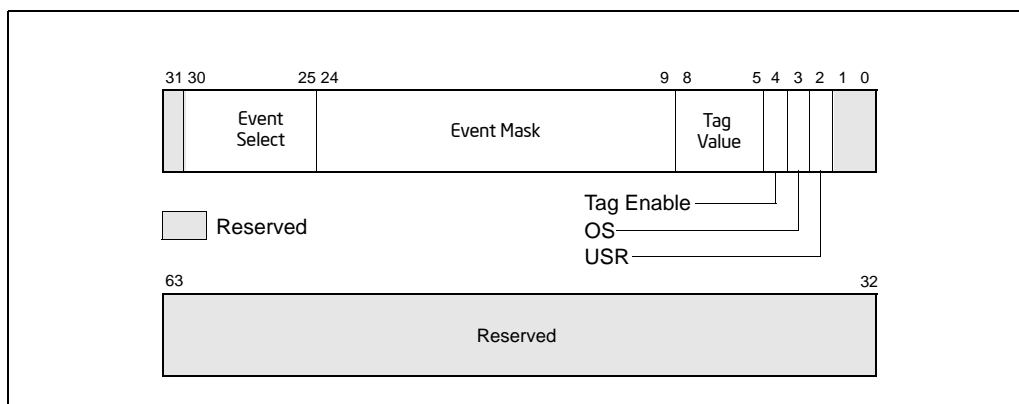 31 30 25 24 9 8 5 4 3 2 1 0
Event Select
Event Mask
Tag Value
Tag Enable
OS
USR
Reserved
63 32
Reserved